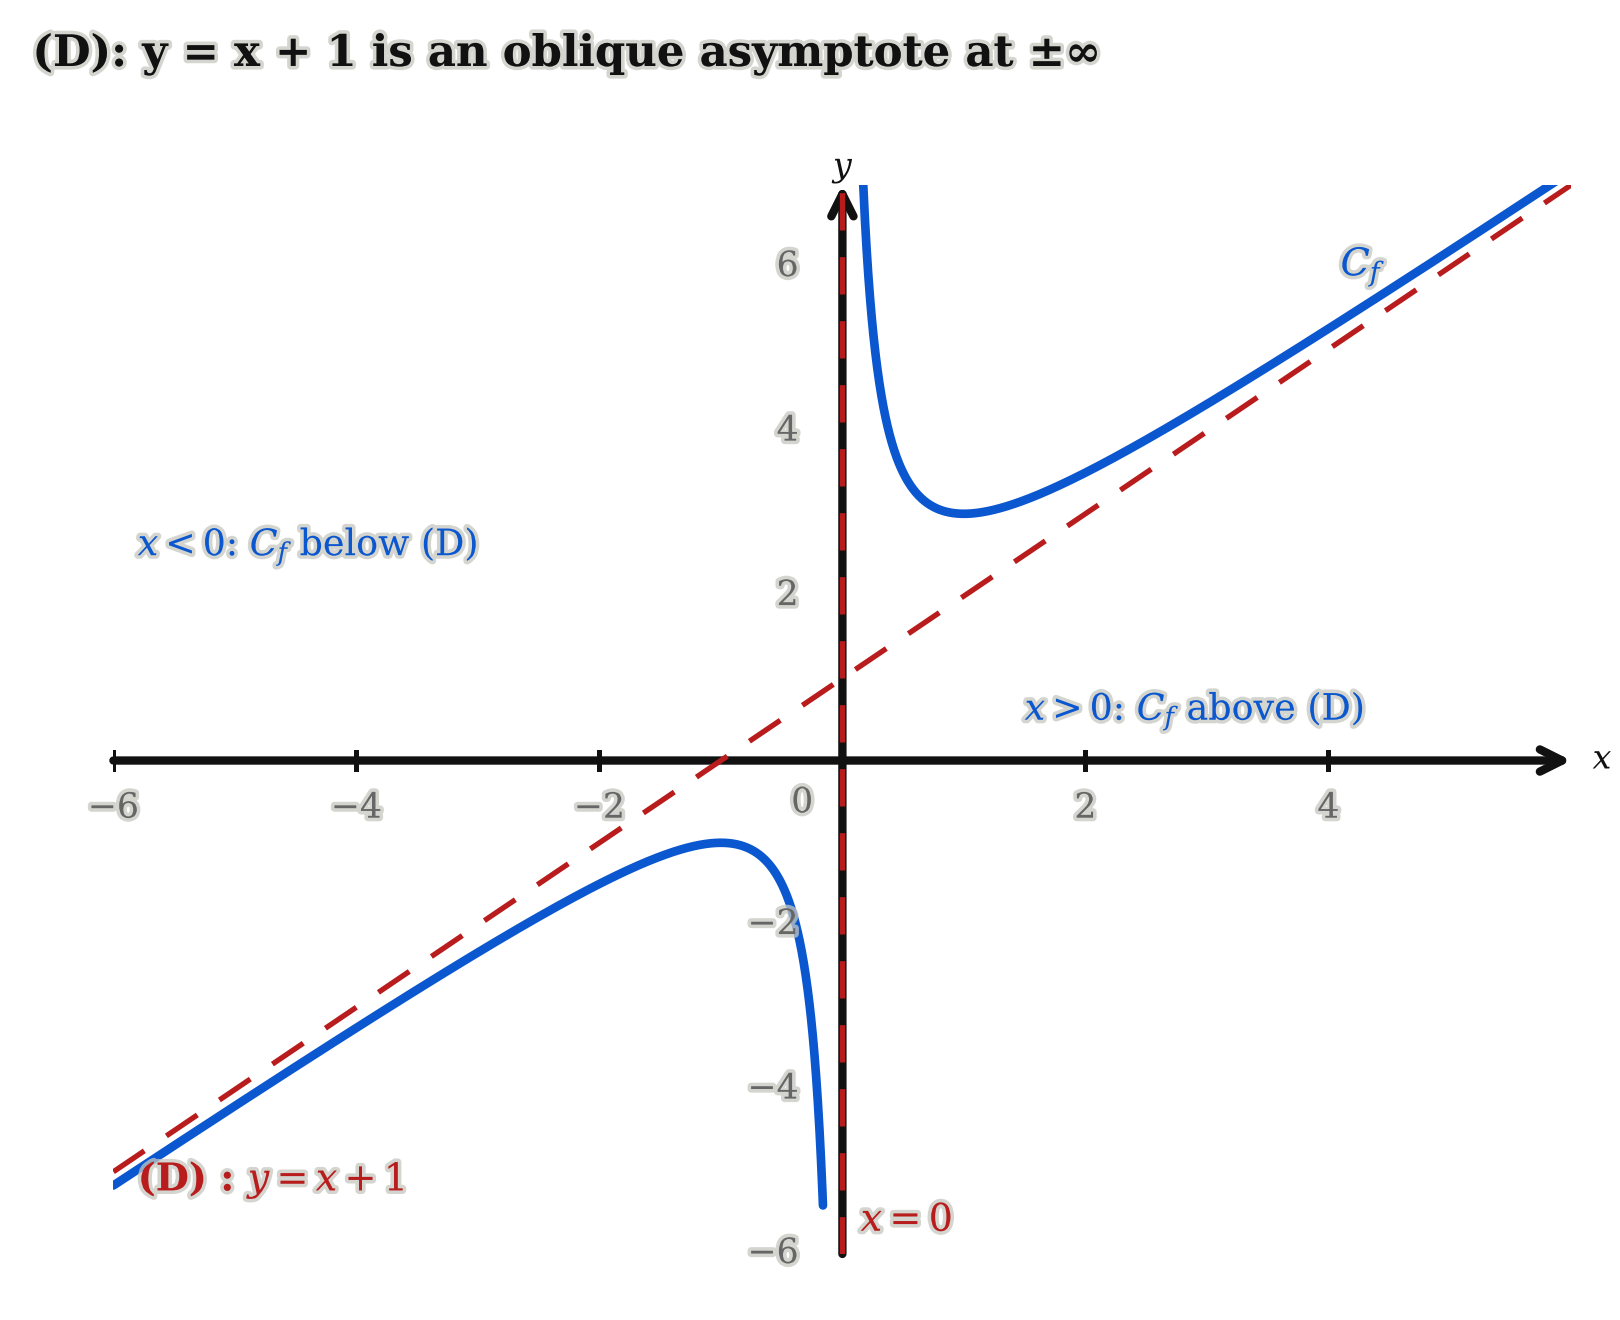 (D): y = x + 1 is an oblique asymptote at ±∞
y
6
C_f
4
x < 0: C_f below (D)
2
x > 0: C_f above (D)
x
−6 −4 −2 0 2 4
−2
−4
(D) : y = x + 1
x = 0
−6